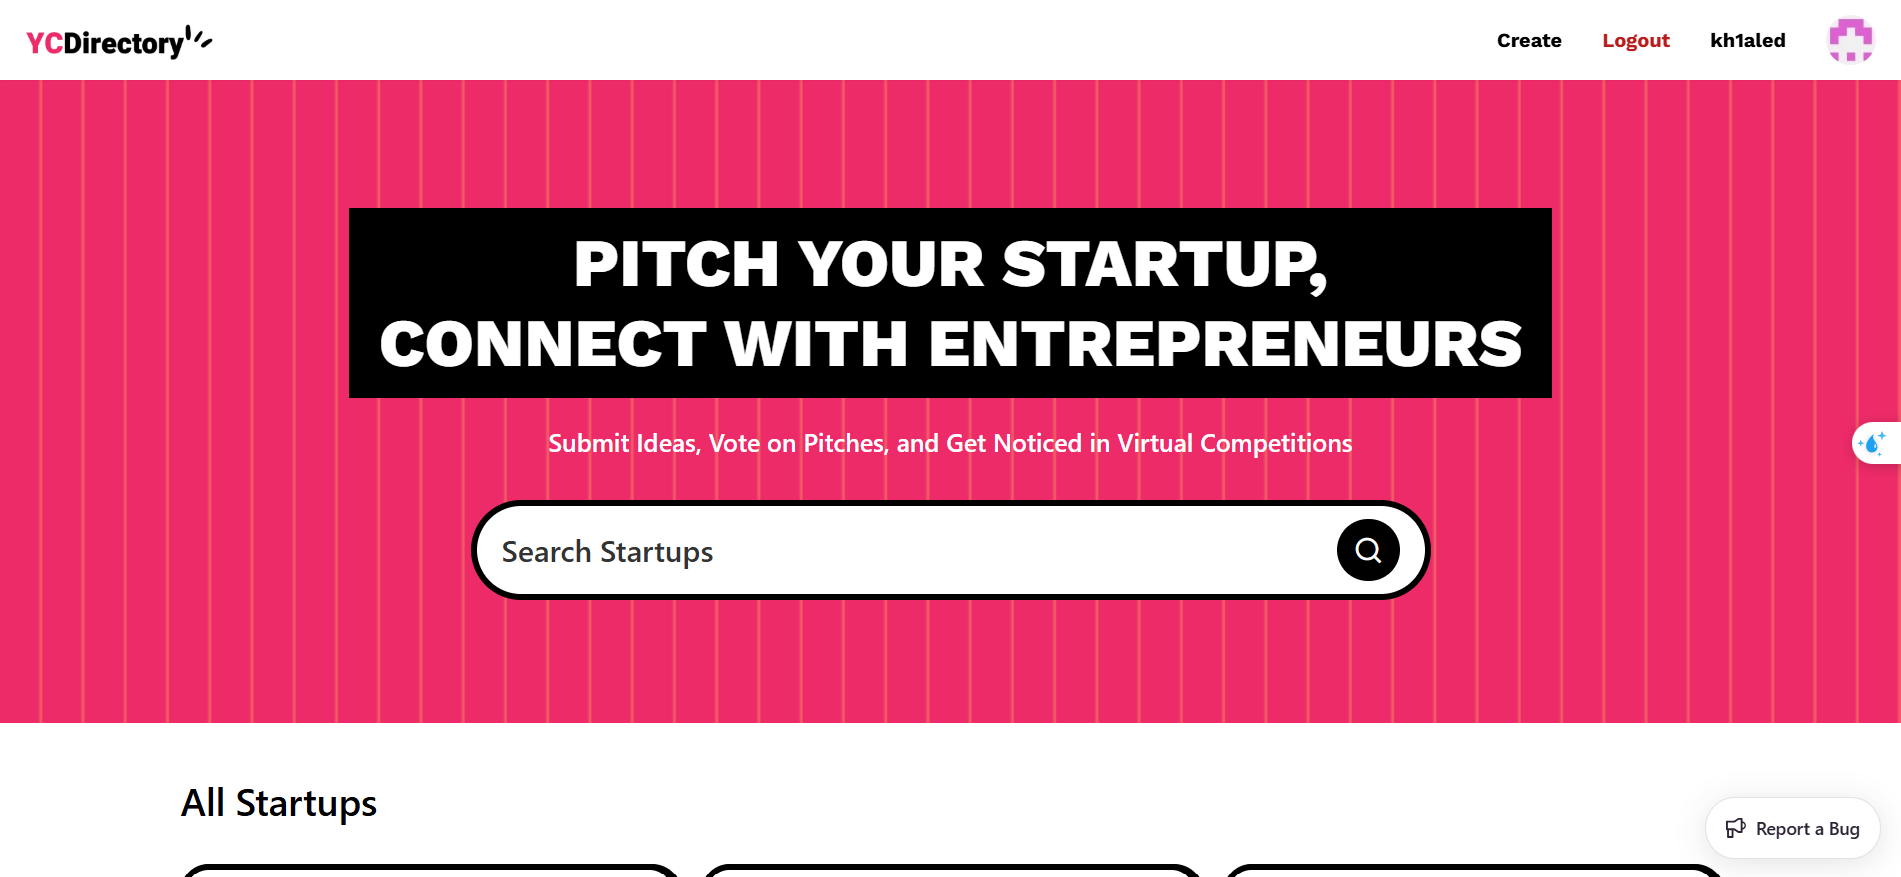 YCDirectory
Create
Logout
kh1aled
PITCH YOUR STARTUP,
CONNECT WITH ENTREPRENEURS
Submit Ideas, Vote on Pitches, and Get Noticed in Virtual Competitions
Search Startups
All Startups
Report a Bug